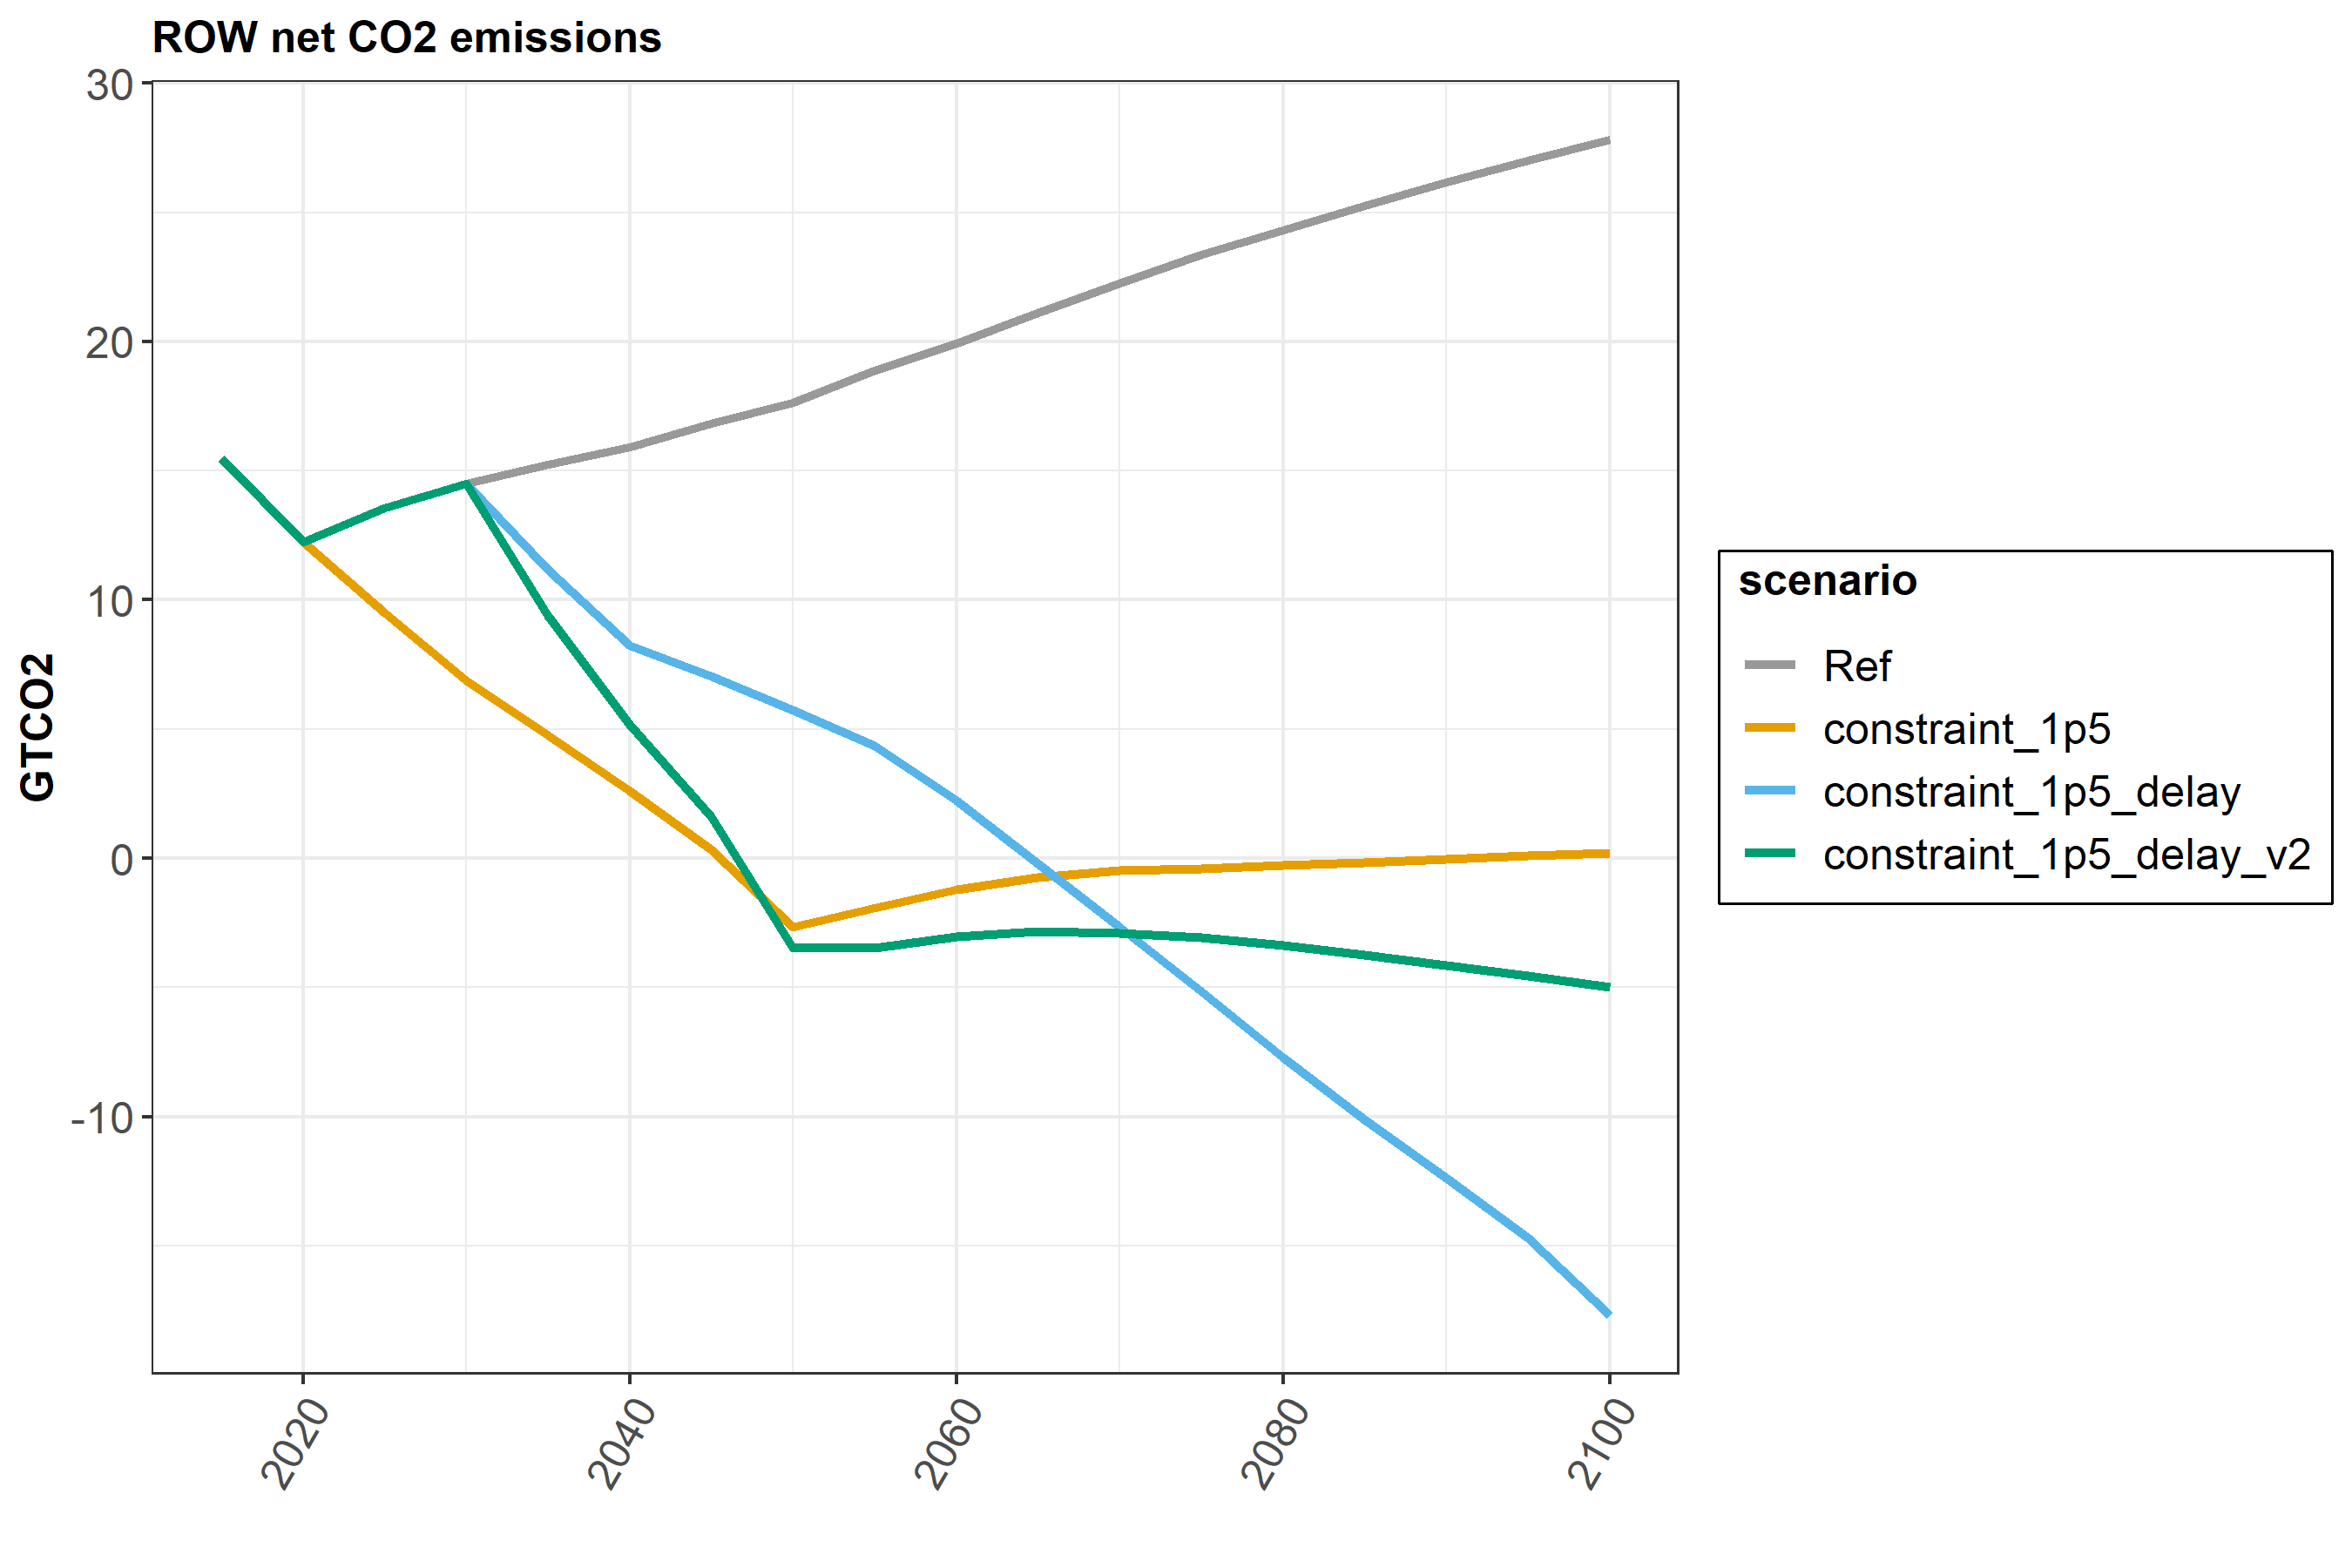 ROW net CO2 emissions
30
20
10
0
-10
GTCO2
2020
2040
2060
2080
2100
scenario
Ref
constraint_1p5
constraint_1p5_delay
constraint_1p5_delay_v2